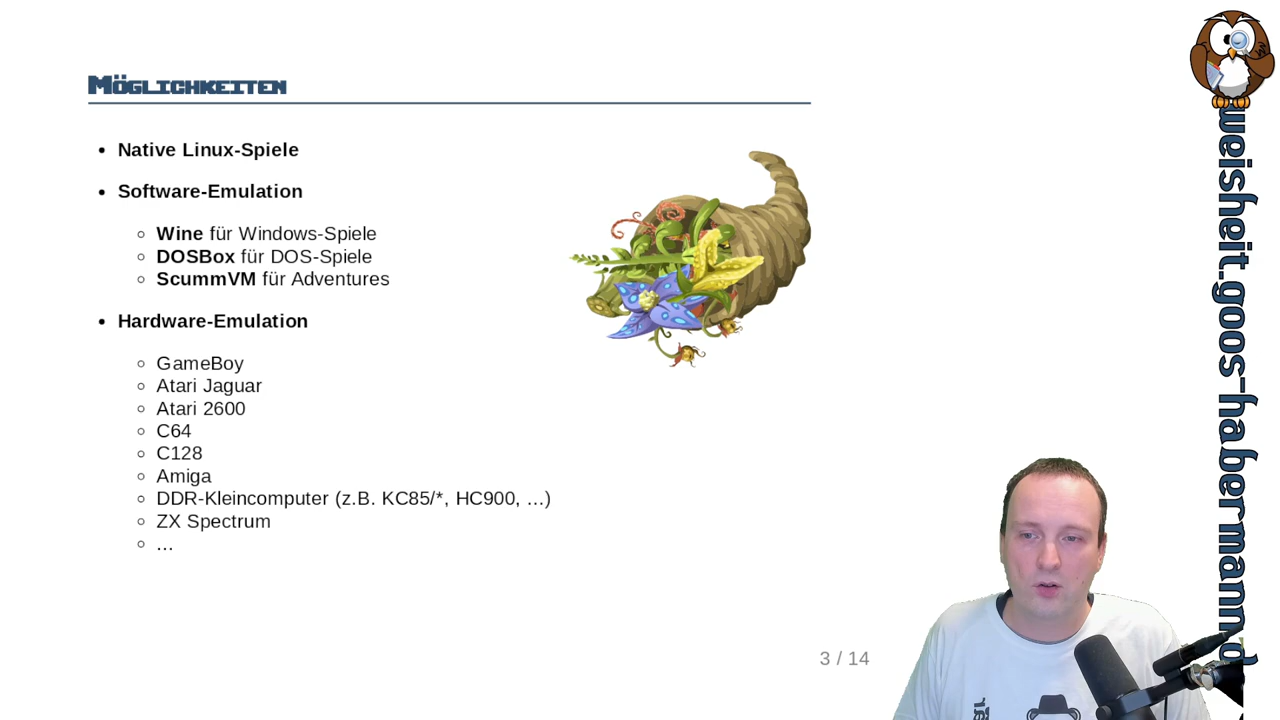 Möglichkeiten
• Native Linux-Spiele
• Software-Emulation
◦ Wine für Windows-Spiele
◦ DOSBox für DOS-Spiele
◦ ScummVM für Adventures
• Hardware-Emulation
◦ GameBoy
◦ Atari Jaguar
◦ Atari 2600
◦ C64
◦ C128
◦ Amiga
◦ DDR-Kleincomputer (z.B. KC85/*, HC900, …)
◦ ZX Spectrum
◦ …
3 / 14
weisheit.goos-habermann.d